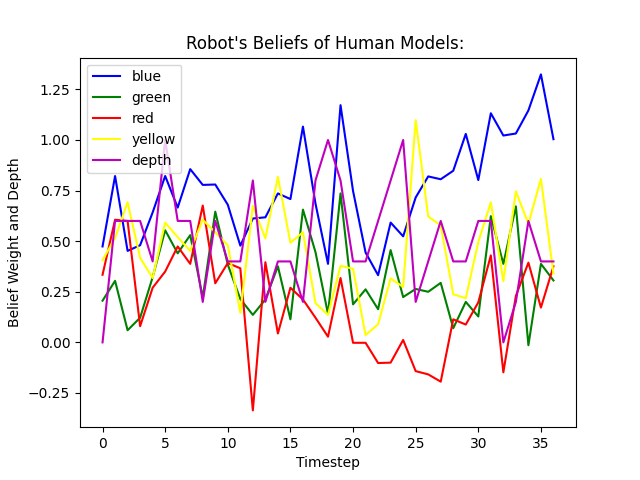 Robot's Beliefs of Human Models:
blue
green
red
yellow
depth
1.25
1.00
0.75
0.50
0.25
0.00
−0.25
Belief Weight and Depth
0 5 10 15 20 25 30 35
Timestep